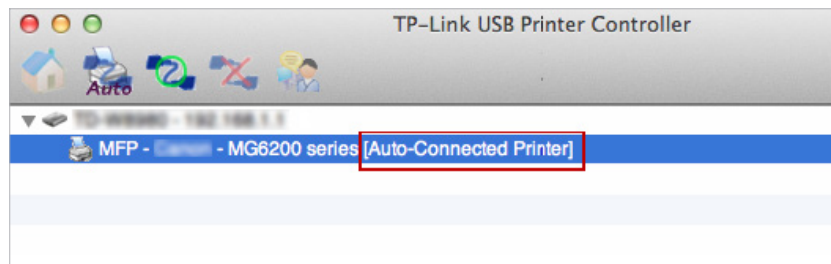 TP-Link USB Printer Controller
Auto
MFP - - MG6200 series [Auto-Connected Printer]